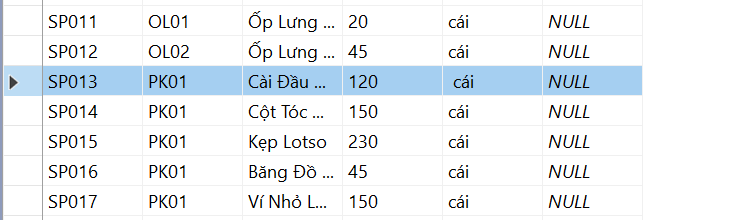 SP011 OL01 Ốp Lưng ... 20 cái NULL
SP012 OL02 Ốp Lưng ... 45 cái NULL
SP013 PK01 Cài Đầu ... 120 cái NULL
SP014 PK01 Cột Tóc ... 150 cái NULL
SP015 PK01 Kẹp Lotso 230 cái NULL
SP016 PK01 Băng Đồ ... 45 cái NULL
SP017 PK01 Ví Nhỏ L... 150 cái NULL